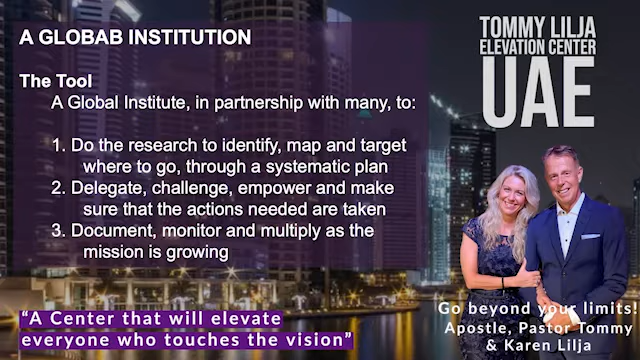 A GLOBAB INSTITUTION
The Tool
A Global Institute, in partnership with many, to:
1. Do the research to identify, map and target
where to go, through a systematic plan
2. Delegate, challenge, empower and make
sure that the actions needed are taken
3. Document, monitor and multiply as the
mission is growing
“A Center that will elevate
everyone who touches the vision”
TOMMY LILJA
ELEVATION CENTER
UAE
Go beyond your limits!
Apostle, Pastor Tommy
& Karen Lilja